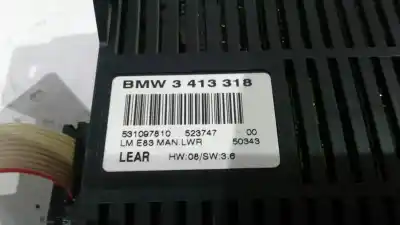 BMW 3 413 318
531097810 523747 00
LM E83 MAN.LWR 50343
LEAR HW:08/SW:3.6